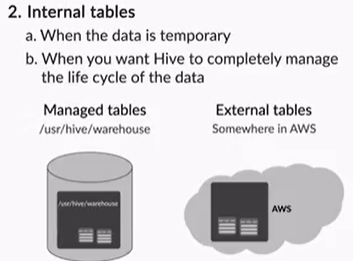 2. Internal tables
a. When the data is temporary
b. When you want Hive to completely manage
the life cycle of the data
Managed tables
/usr/hive/warehouse
External tables
Somewhere in AWS
/usr/hive/warehouse
AWS